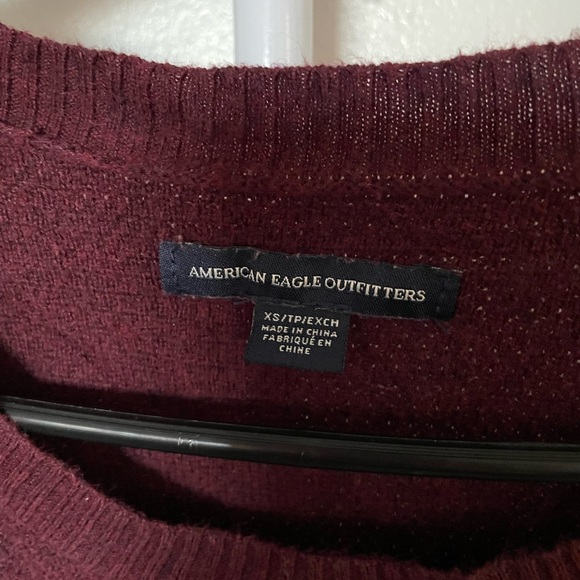 AMERICAN EAGLE OUTFITTERS
XS/TP/EXCH
MADE IN CHINA
FABRIQUÉ EN
CHINE